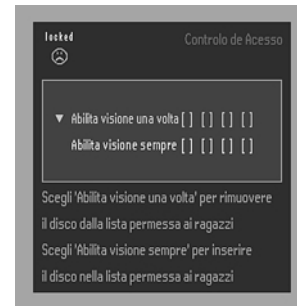 locked
Controlo de Acesso
▼ Abilita visione una volta [ ] [ ] [ ] [ ]
Abilita visione sempre [ ] [ ] [ ] [ ]
Scegli 'Abilita visione una volta' per rimuovere
il disco dalla lista permessa ai ragazzi
Scegli 'Abilita visione sempre' per inserire
il disco nella lista permessa ai ragazzi